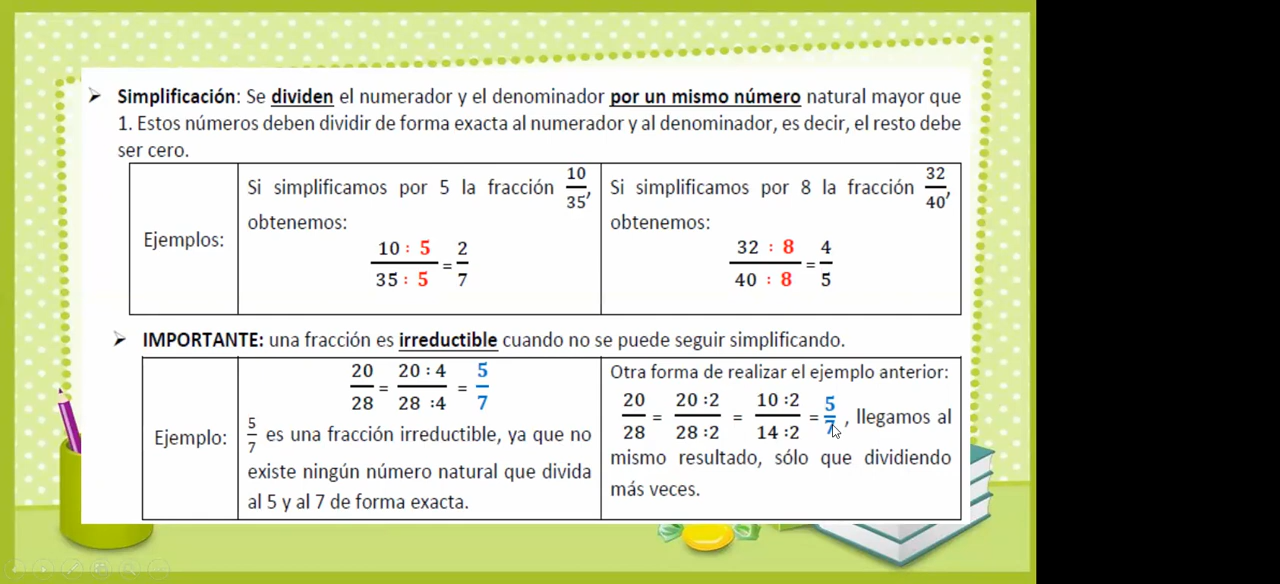 ➤ Simplificación: Se dividen el numerador y el denominador por un mismo número natural mayor que
1. Estos números deben dividir de forma exacta al numerador y al denominador, es decir, el resto debe
ser cero.
Ejemplos:
Si simplificamos por 5 la fracción 10/35,
obtenemos:
10 : 5 / 35 : 5 = 2/7
Si simplificamos por 8 la fracción 32/40,
obtenemos:
32 : 8 / 40 : 8 = 4/5
➤ IMPORTANTE: una fracción es irreductible cuando no se puede seguir simplificando.
Ejemplo:
20/28 = 20 : 4 / 28 :4 = 5/7
5/7 es una fracción irreductible, ya que no
existe ningún número natural que divida
al 5 y al 7 de forma exacta.
Otra forma de realizar el ejemplo anterior:
20/28 = 20 :2 / 28 :2 = 10 :2 / 14 :2 = 5/7 , llegamos al
mismo resultado, sólo que dividiendo
más veces.